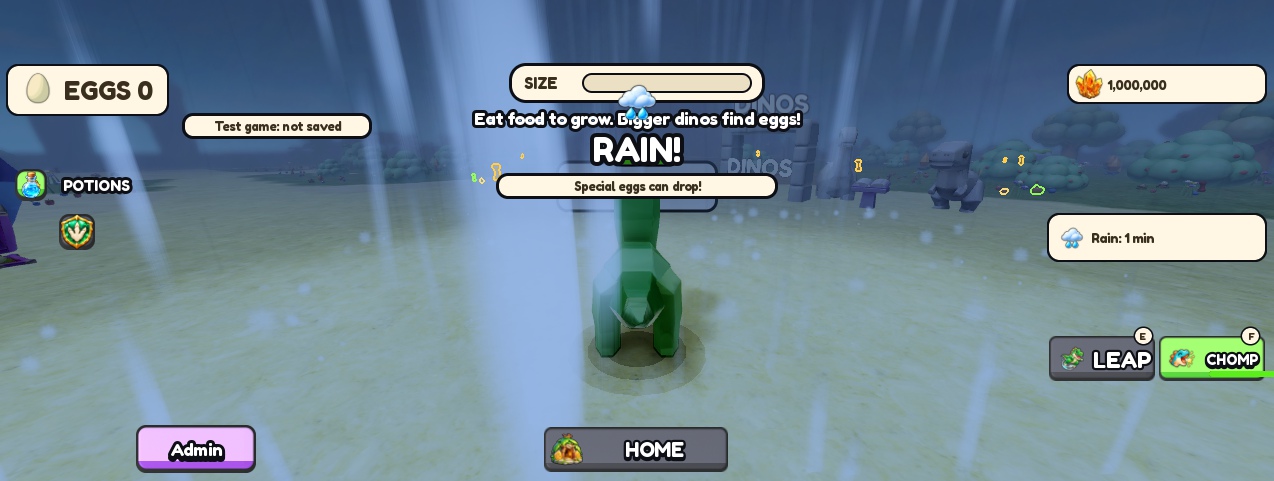 EGGS 0
SIZE
1,000,000
Test game: not saved
DINOS
Eat food to grow. Bigger dinos find eggs!
RAIN!
DINOS
Special eggs can drop!
POTIONS
Rain: 1 min
E
LEAP
F
CHOMP
Admin
HOME